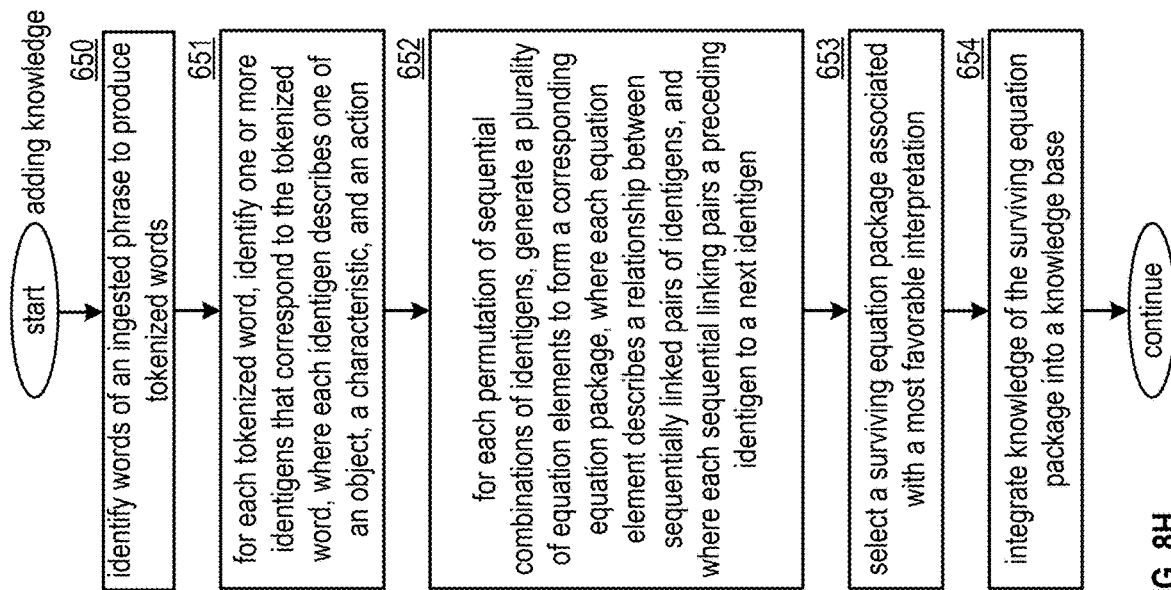 start
adding knowledge
650
identify words of an ingested phrase to produce
tokenized words
651
for each tokenized word, identify one or more
identigens that correspond to the tokenized
word, where each identigen describes one of
an object, a characteristic, and an action
652
for each permutation of sequential
combinations of identigens, generate a plurality
of equation elements to form a corresponding
equation package, where each equation
element describes a relationship between
sequentially linked pairs of identigens, and
where each sequential linking pairs a preceding
identigen to a next identigen
653
select a surviving equation package associated
with a most favorable interpretation
654
integrate knowledge of the surviving equation
package into a knowledge base
continue
G. 8H